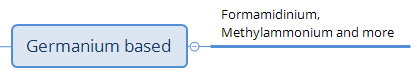 Germanium based
Formamidinium,
Methylammonium and more